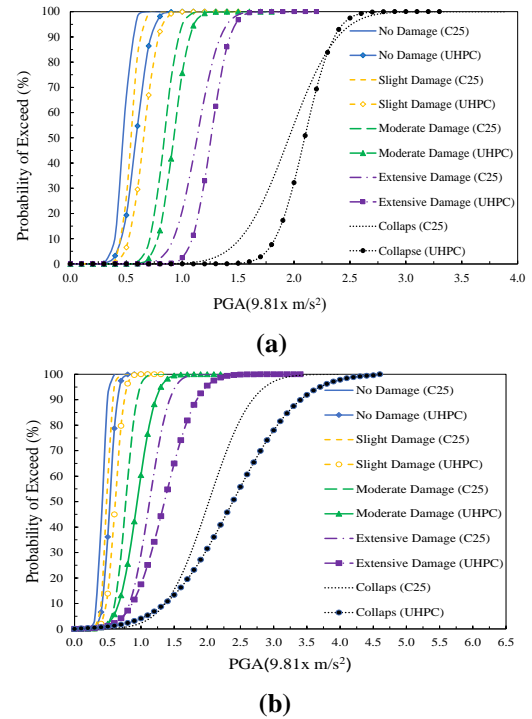 100
90
80
70
60
50
40
30
20
10
0
Probability of Exceed (%)
0.0 0.5 1.0 1.5 2.0 2.5 3.0 3.5 4.0
PGA(9.81x m/s²)
No Damage (C25)
No Damage (UHPC)
Slight Damage (C25)
Slight Damage (UHPC)
Moderate Damage (C25)
Moderate Damage (UHPC)
Extensive Damage (C25)
Extensive Damage (UHPC)
Collaps (C25)
Collapse (UHPC)
(a)
100
90
80
70
60
50
40
30
20
10
0
Probability of Exceed (%)
0.0 0.5 1.0 1.5 2.0 2.5 3.0 3.5 4.0 4.5 5.0 5.5 6.0 6.5
PGA(9.81x m/s²)
No Damage (C25)
No Damage (UHPC)
Slight Damage (C25)
Slight Damage (UHPC)
Moderate Damage (C25)
Moderate Damage (UHPC)
Extensive Damage (C25)
Extensive Damage (UHPC)
Collaps (C25)
Collaps (UHPC)
(b)